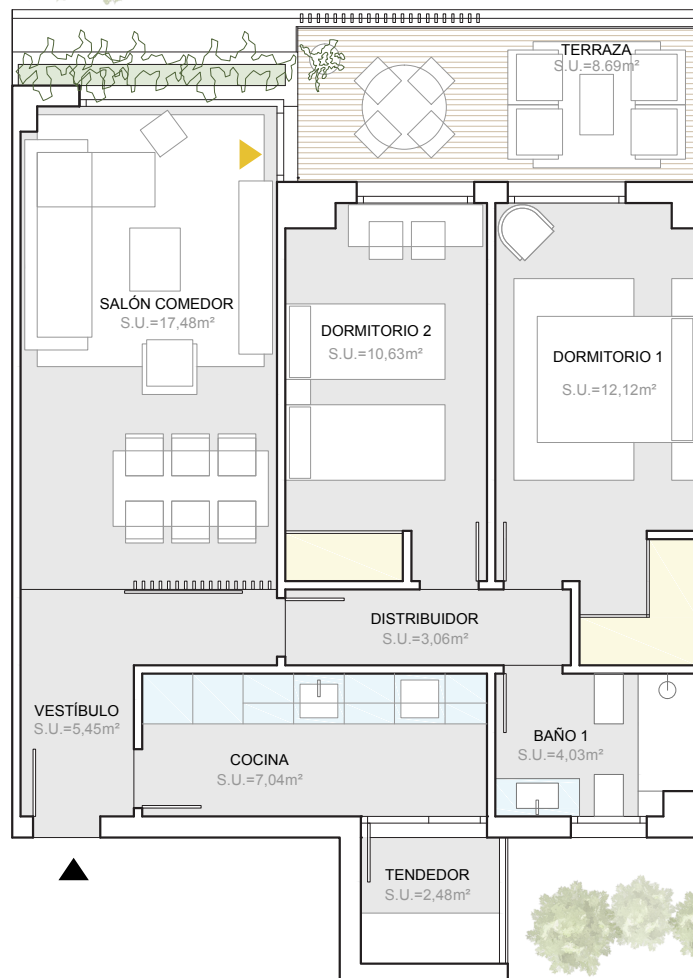 TERRAZA
S.U.=8.69m²
SALÓN COMEDOR
S.U.=17,48m²
DORMITORIO 2
S.U.=10,63m²
DORMITORIO 1
S.U.=12,12m²
DISTRIBUIDOR
S.U.=3,06m²
VESTÍBULO
S.U.=5,45m²
COCINA
S.U.=7,04m²
BAÑO 1
S.U.=4,03m²
TENDEDOR
S.U.=2,48m²